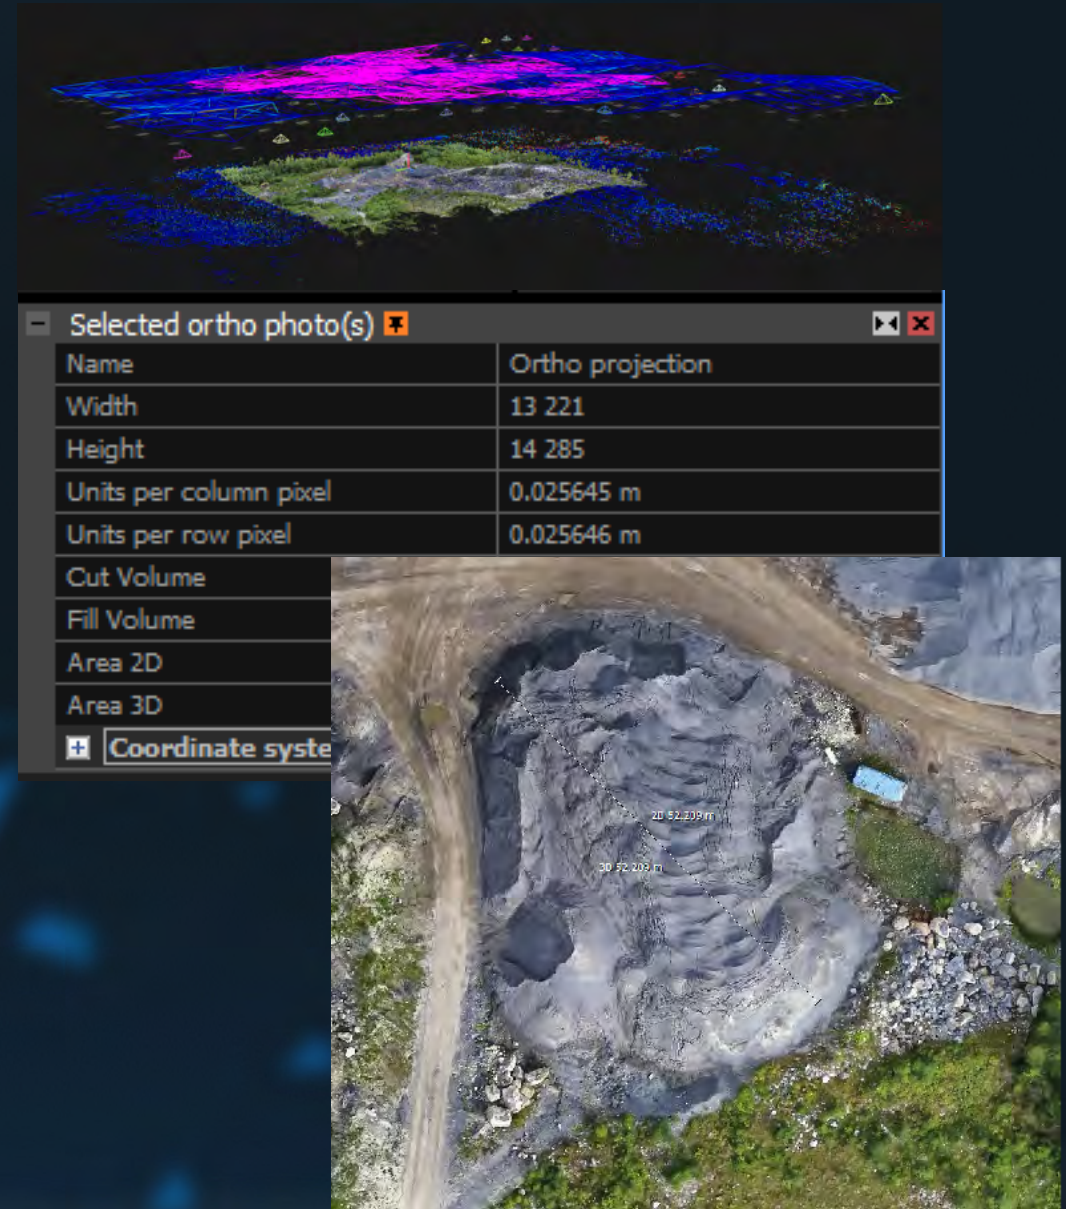 Selected ortho photo(s)
Name Ortho projection
Width 13 221
Height 14 285
Units per column pixel 0.025645 m
Units per row pixel 0.025646 m
Cut Volume
Fill Volume
Area 2D
Area 3D
Coordinate syste
2D 52.209 m
3D 52.209 m